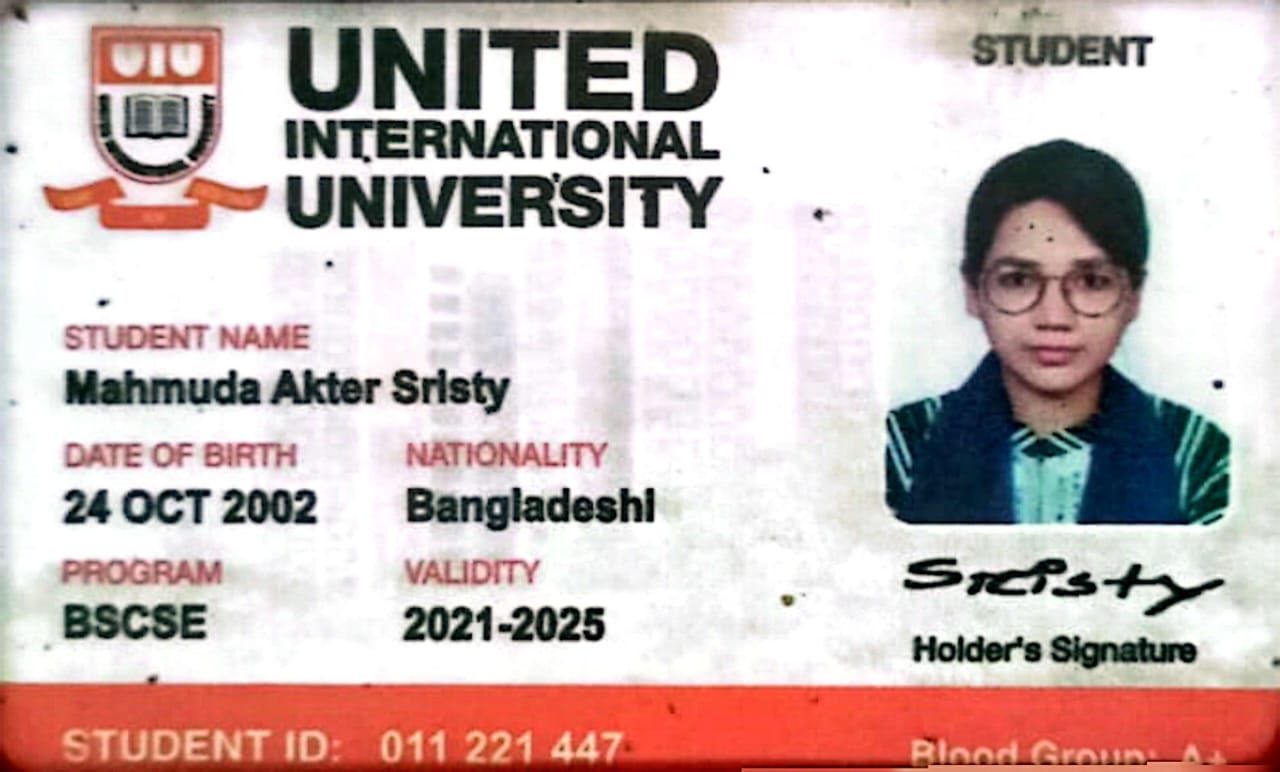 UIU
UNITED
INTERNATIONAL
UNIVERSITY
STUDENT
STUDENT NAME
Mahmuda Akter Sristy
DATE OF BIRTH NATIONALITY
24 OCT 2002 Bangladeshi
PROGRAM VALIDITY
BSCSE 2021-2025
Sristy
Holder's Signature
STUDENT ID: 011 221 447
Blood Group: A+